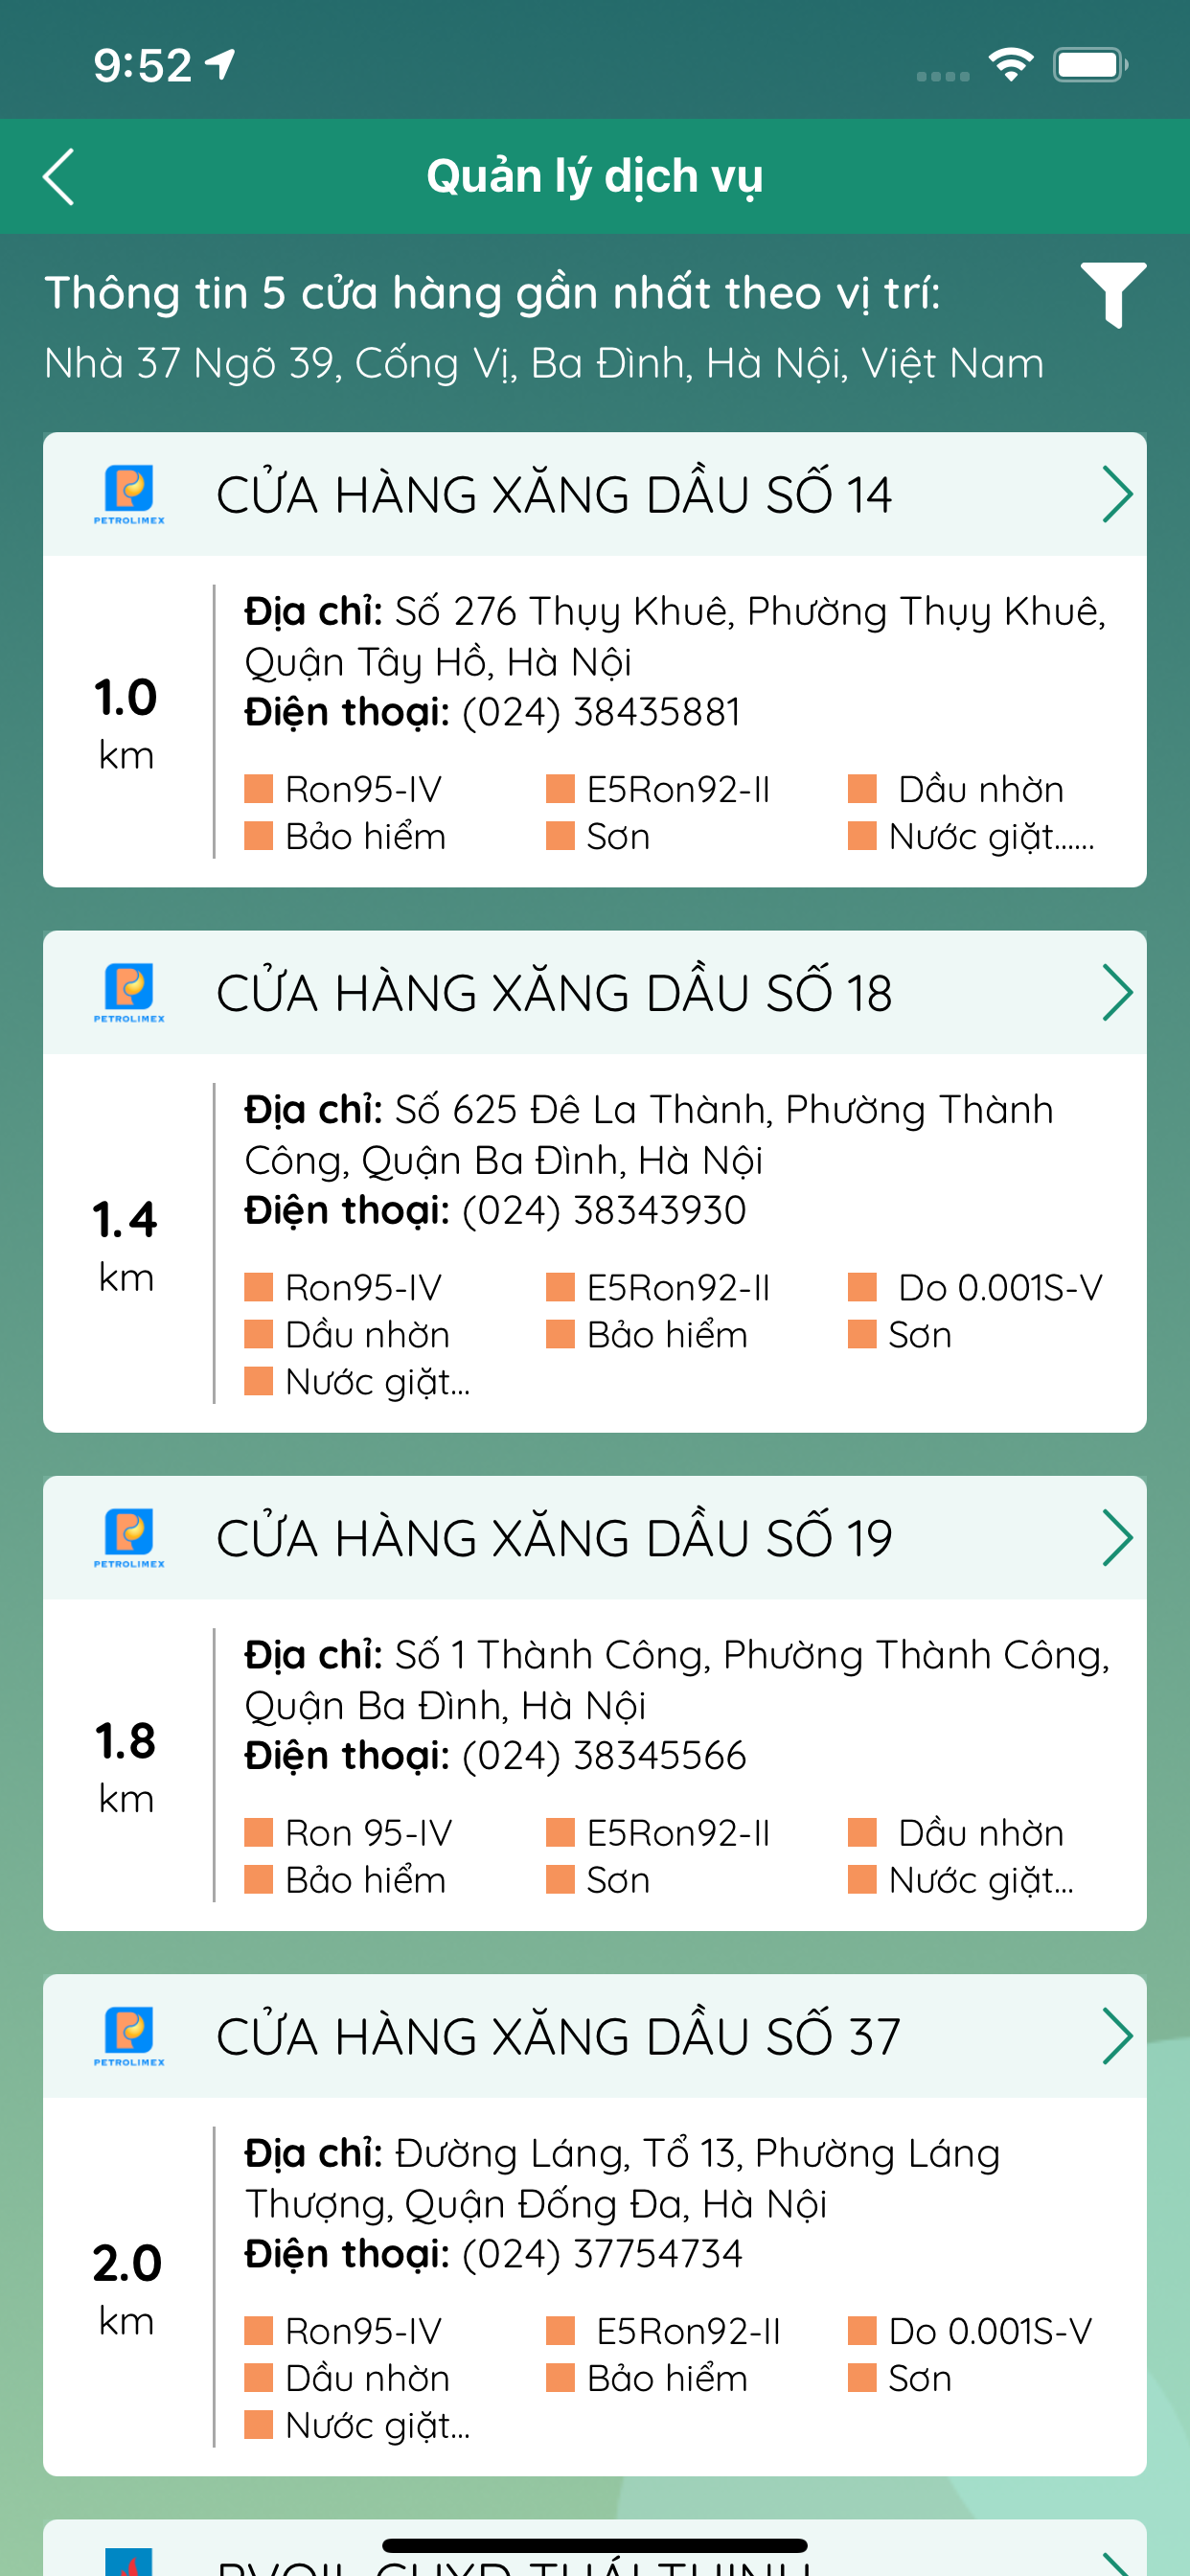 9:52
Quản lý dịch vụ
Thông tin 5 cửa hàng gần nhất theo vị trí:
Nhà 37 Ngõ 39, Cống Vị, Ba Đình, Hà Nội, Việt Nam
PETROLIMEX
CỬA HÀNG XĂNG DẦU SỐ 14
Địa chỉ: Số 276 Thụy Khuê, Phường Thụy Khuê,
Quận Tây Hồ, Hà Nội
Điện thoại: (024) 38435881
1.0
km
Ron95-IV E5Ron92-II Dầu nhờn
Bảo hiểm Sơn Nước giặt......
PETROLIMEX
CỬA HÀNG XĂNG DẦU SỐ 18
Địa chỉ: Số 625 Đê La Thành, Phường Thành
Công, Quận Ba Đình, Hà Nội
Điện thoại: (024) 38343930
1.4
km
Ron95-IV E5Ron92-II Do 0.001S-V
Dầu nhờn Bảo hiểm Sơn
Nước giặt...
PETROLIMEX
CỬA HÀNG XĂNG DẦU SỐ 19
Địa chỉ: Số 1 Thành Công, Phường Thành Công,
Quận Ba Đình, Hà Nội
Điện thoại: (024) 38345566
1.8
km
Ron 95-IV E5Ron92-II Dầu nhờn
Bảo hiểm Sơn Nước giặt...
PETROLIMEX
CỬA HÀNG XĂNG DẦU SỐ 37
Địa chỉ: Đường Láng, Tổ 13, Phường Láng
Thượng, Quận Đống Đa, Hà Nội
Điện thoại: (024) 37754734
2.0
km
Ron95-IV E5Ron92-II Do 0.001S-V
Dầu nhờn Bảo hiểm Sơn
Nước giặt...
PVOIL CHXD THÁI THỊNH